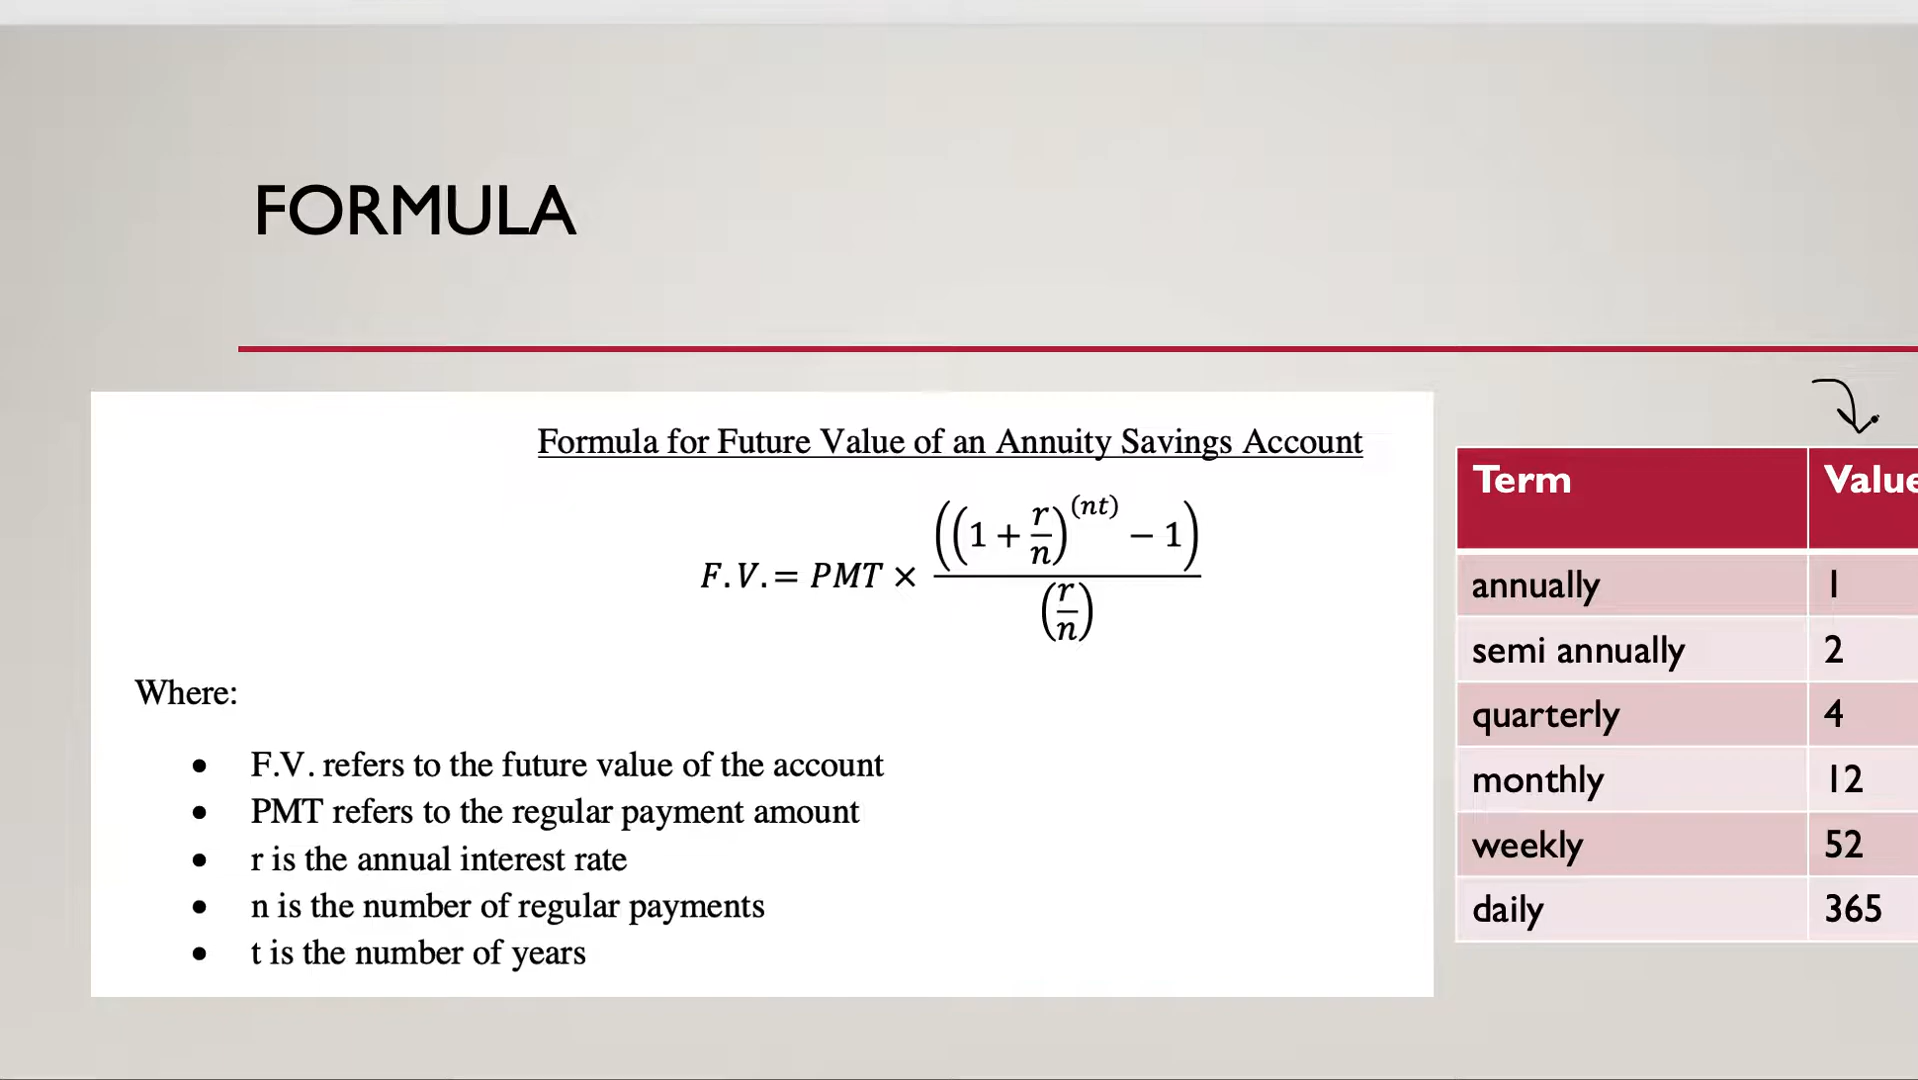 FORMULA
Formula for Future Value of an Annuity Savings Account
F.V. = PMT × ((1 + r/n)^(nt) − 1) / (r/n)
Where:
• F.V. refers to the future value of the account
• PMT refers to the regular payment amount
• r is the annual interest rate
• n is the number of regular payments
• t is the number of years
Term Value
annually 1
semi annually 2
quarterly 4
monthly 12
weekly 52
daily 365